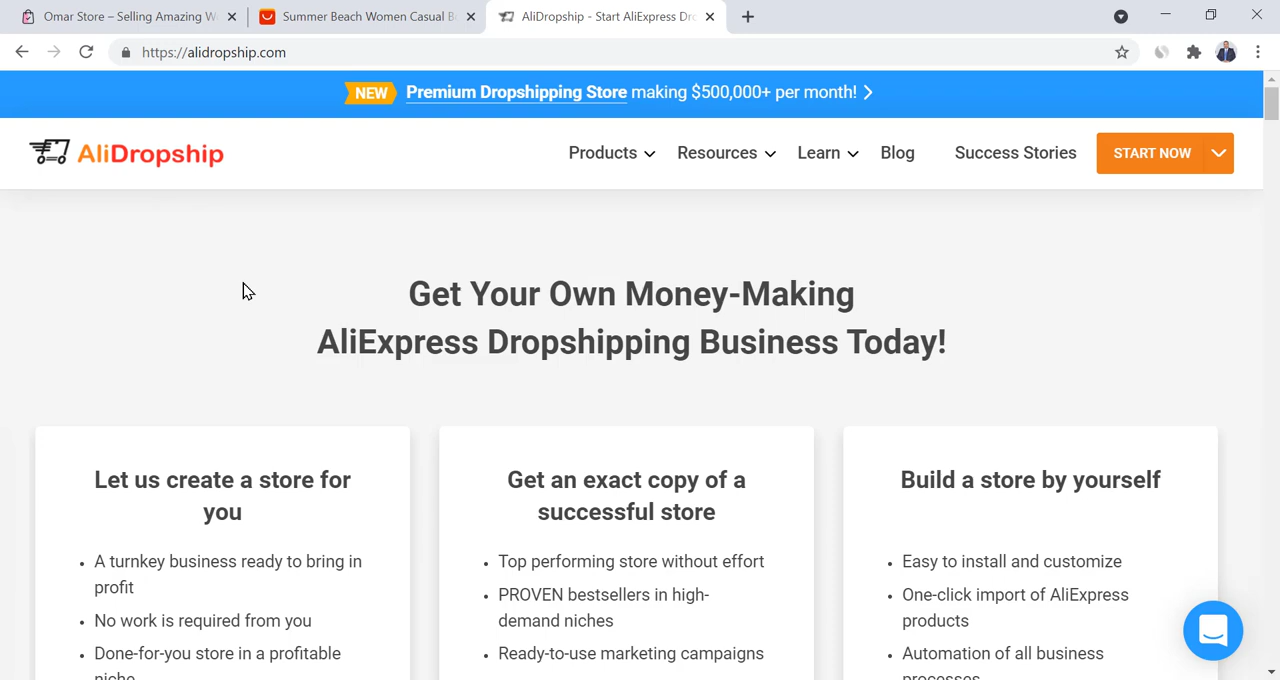 Omar Store – Selling Amazing W
Summer Beach Women Casual B
AliDropship - Start AliExpress Dro
https://alidropship.com
NEW Premium Dropshipping Store making $500,000+ per month!
AliDropship
Products
Resources
Learn
Blog
Success Stories
START NOW
Get Your Own Money-Making
AliExpress Dropshipping Business Today!
Let us create a store for
you
• A turnkey business ready to bring in
profit
• No work is required from you
• Done-for-you store in a profitable
niche
Get an exact copy of a
successful store
• Top performing store without effort
• PROVEN bestsellers in high-
demand niches
• Ready-to-use marketing campaigns
Build a store by yourself
• Easy to install and customize
• One-click import of AliExpress
products
• Automation of all business
processes